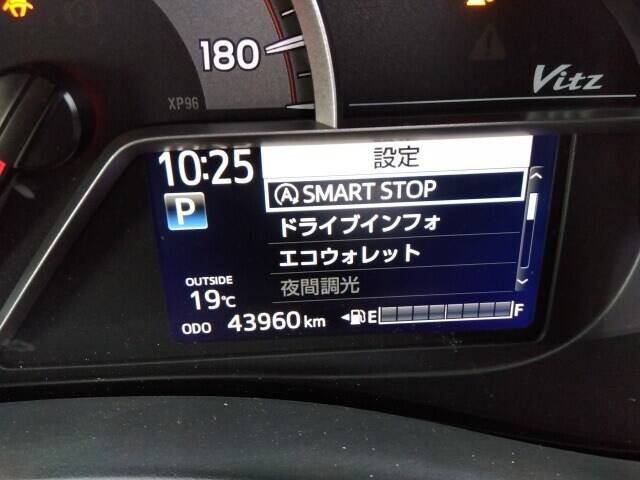 180
XP96
Vitz
10:25
設定
P
(A) SMART STOP
ドライブインフォ
エコウォレット
夜間調光
OUTSIDE
19℃
ODO 43960 km
E F